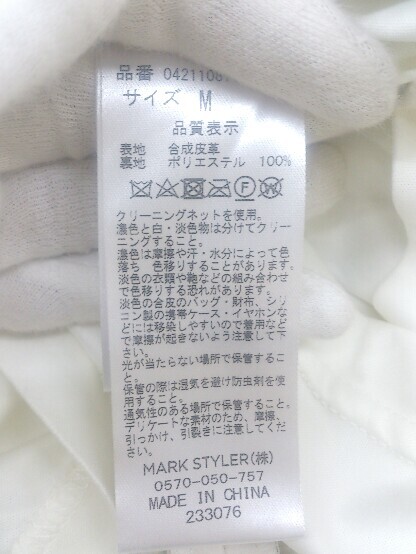 品番 0421108
サイズ M
品質表示
表地 合成皮革
裏地 ポリエステル 100%
クリーニングネットを使用。
濃色と白・淡色物は分けてクリー
ニングすること。
濃色は摩擦や汗・水分によって色
落ち 色移りすることがあります。
淡色の衣類や鞄などの組み合わせ
で色移りする恐れがあります。
淡色の合皮のバッグ・財布、シリ
コン製の携帯ケース・イヤホンな
どには移染しやすいので着用など
で摩擦が起きないよう注意して下
さい。
光が当たらない場所で保管するこ
と。
保管の際は湿気を避け防虫剤を使
用すること。
通気性のある場所で保管すること。
デリケートな素材のため、摩擦、
引っかけ、引裂きに注意してくだ
さい。
MARK STYLER(株)
0570-050-757
MADE IN CHINA
233076